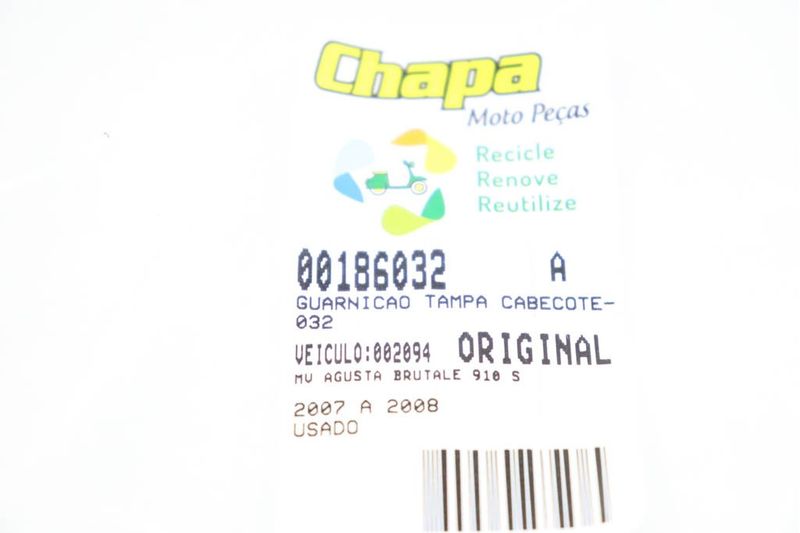 Chapa
Moto Peças
Recicle
Renove
Reutilize
00186032 A
GUARNICAO TAMPA CABECOTE-
032
VEICULO:002094 ORIGINAL
MV AGUSTA BRUTALE 910 S
2007 A 2008
USADO